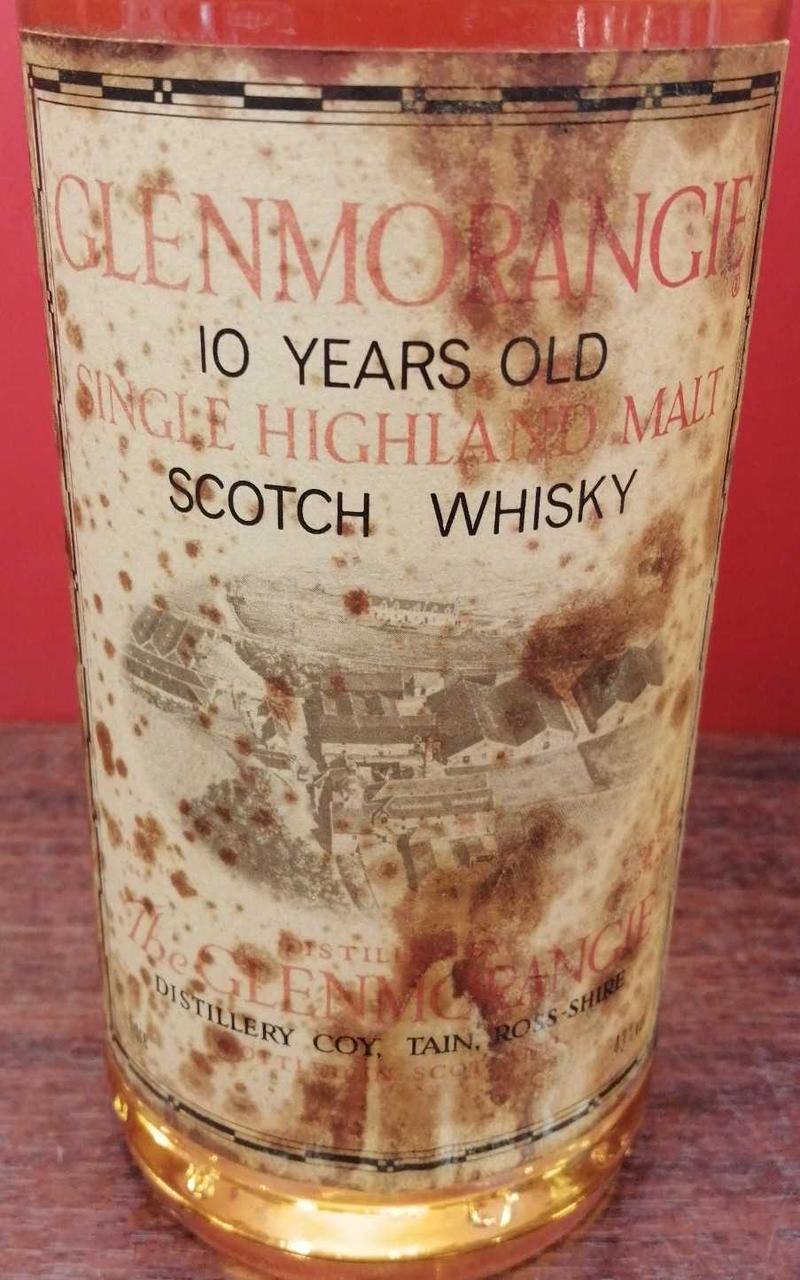 GLENMORANGIE
10 YEARS OLD
SINGLE HIGHLAND MALT
SCOTCH WHISKY
The GLENMORANGIE
DISTILLERY COY, TAIN, ROSS-SHIRE